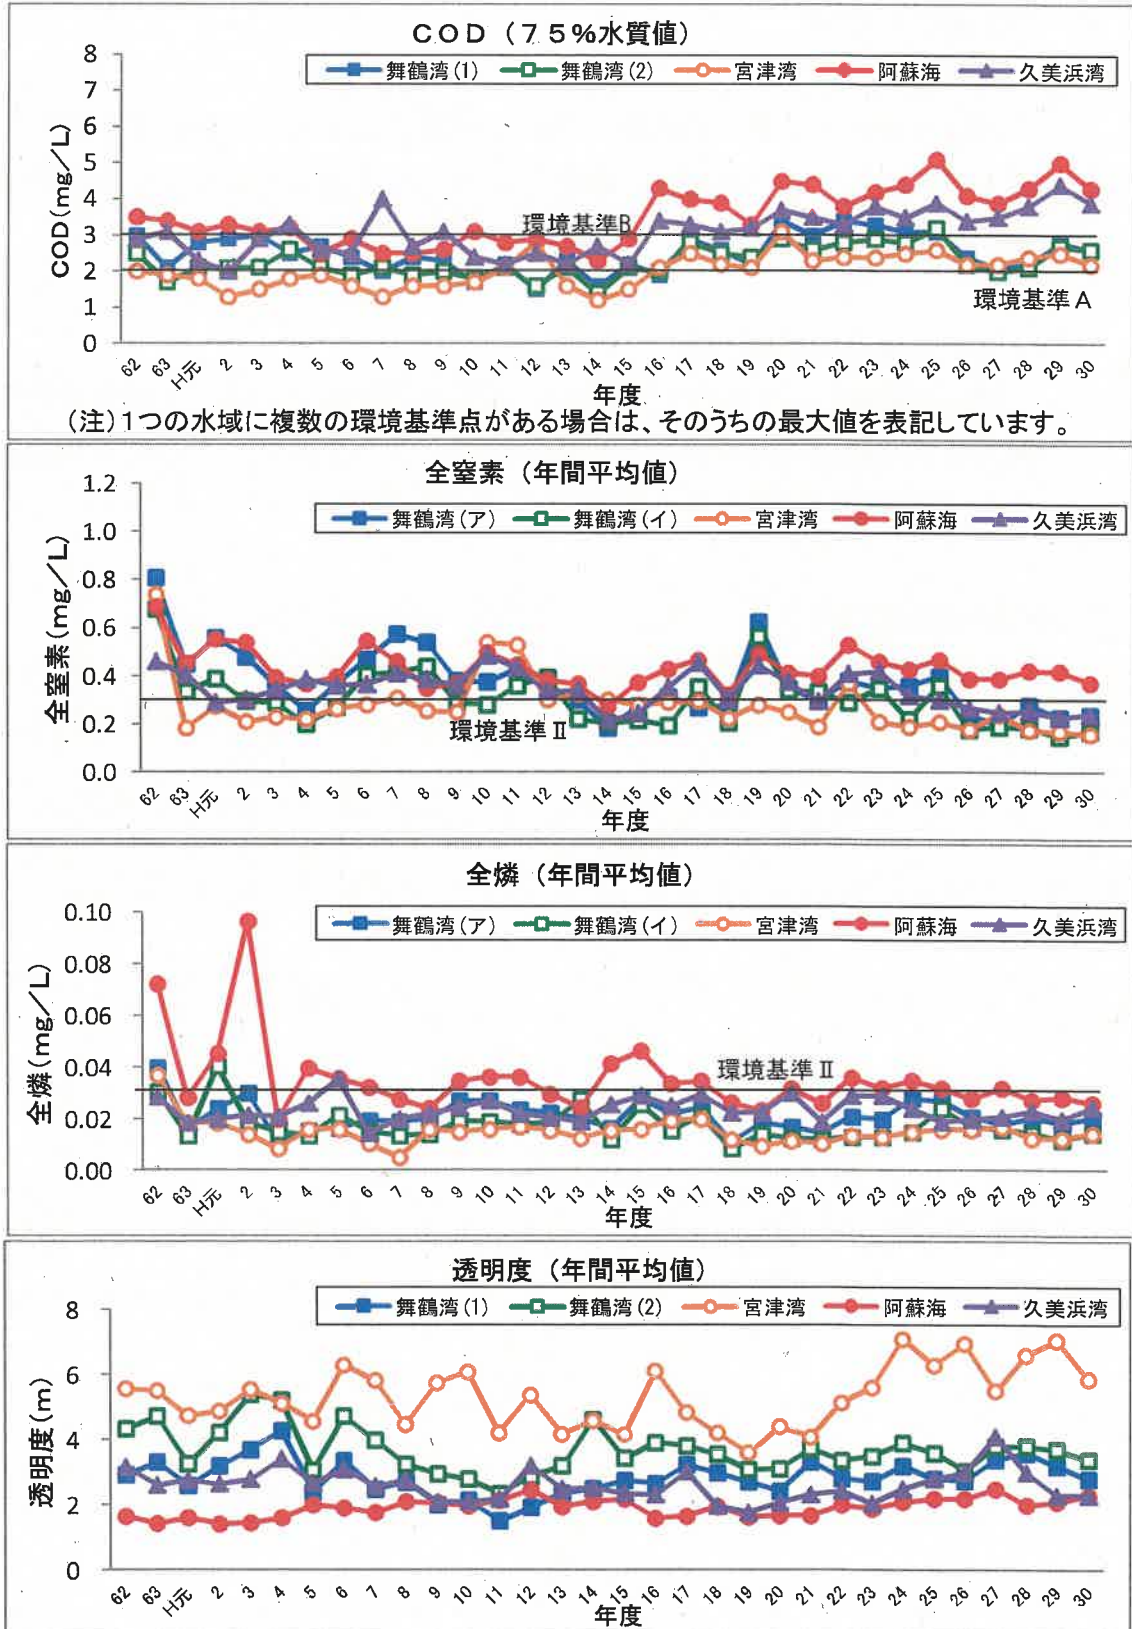 COD（75%水質値）
舞鶴湾(1) 舞鶴湾(2) 宮津湾 阿蘇海 久美浜湾
COD(mg/L)
8
7
6
5
4
3
2
1
0
環境基準B
環境基準A
62 63 H元 2 3 4 5 6 7 8 9 10 11 12 13 14 15 16 17 18 19 20 21 22 23 24 25 26 27 28 29 30
年度
(注)1つの水域に複数の環境基準点がある場合は、そのうちの最大値を表記しています。
全窒素（年間平均値）
舞鶴湾(ア) 舞鶴湾(イ) 宮津湾 阿蘇海 久美浜湾
全窒素(mg/L)
1.2
1.0
0.8
0.6
0.4
0.2
0.0
環境基準Ⅱ
62 63 H元 2 3 4 5 6 7 8 9 10 11 12 13 14 15 16 17 18 19 20 21 22 23 24 25 26 27 28 29 30
年度
全燐（年間平均値）
舞鶴湾(ア) 舞鶴湾(イ) 宮津湾 阿蘇海 久美浜湾
全燐(mg/L)
0.10
0.08
0.06
0.04
0.02
0.00
環境基準Ⅱ
62 63 H元 2 3 4 5 6 7 8 9 10 11 12 13 14 15 16 17 18 19 20 21 22 23 24 25 26 27 28 29 30
年度
透明度（年間平均値）
舞鶴湾(1) 舞鶴湾(2) 宮津湾 阿蘇海 久美浜湾
透明度(m)
8
6
4
2
0
62 63 H元 2 3 4 5 6 7 8 9 10 11 12 13 14 15 16 17 18 19 20 21 22 23 24 25 26 27 28 29 30
年度